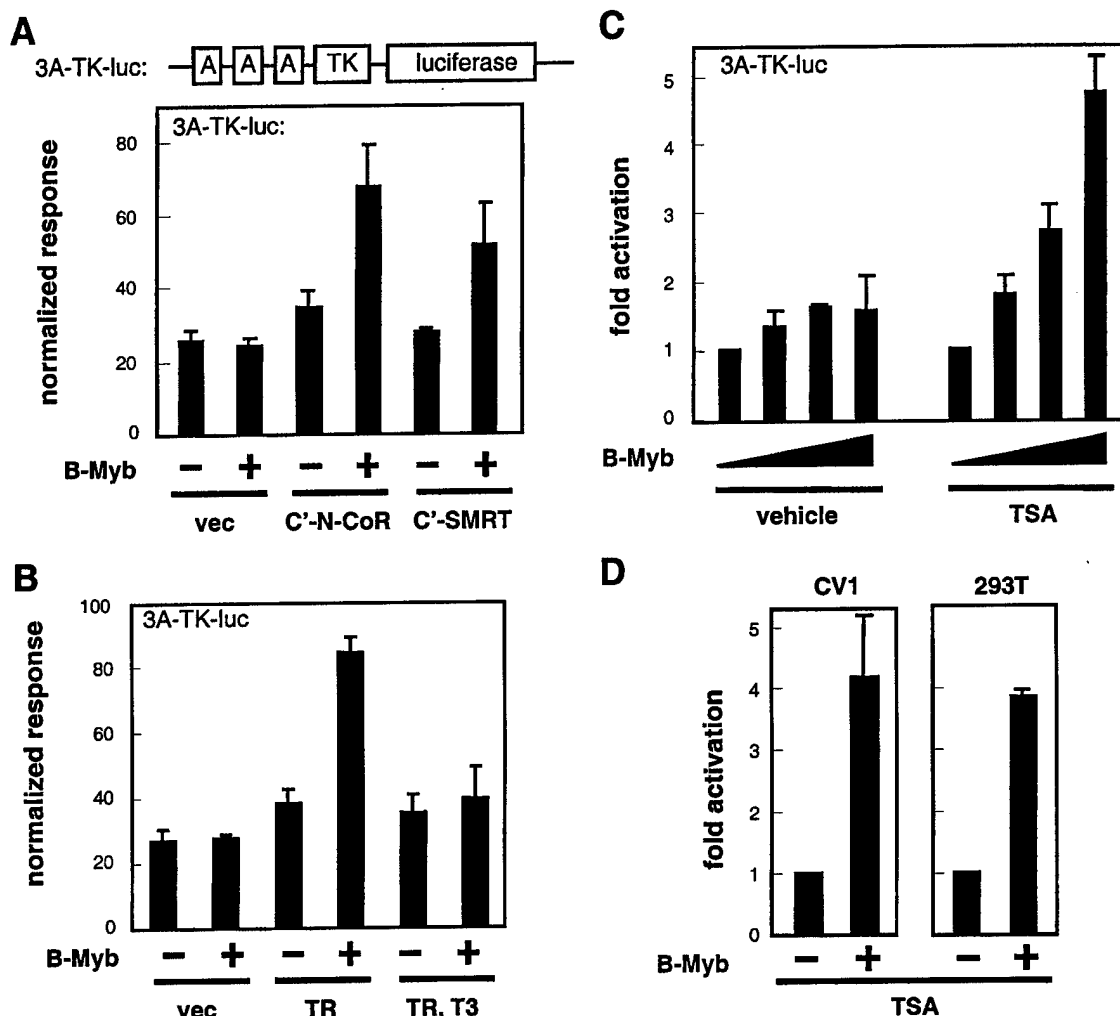 A
3A-TK-luc: A A A TK luciferase
3A-TK-luc:
normalized response
80
60
40
20
0
B-Myb − + − + − +
vec C'-N-CoR C'-SMRT
B
3A-TK-luc
normalized response
100
80
60
40
20
0
B-Myb − + − + − +
vec TR TR, T3
C
3A-TK-luc
fold activation
5
4
3
2
1
0
B-Myb
vehicle TSA
D
CV1 293T
fold activation
5
4
3
2
1
0
B-Myb − + − +
TSA